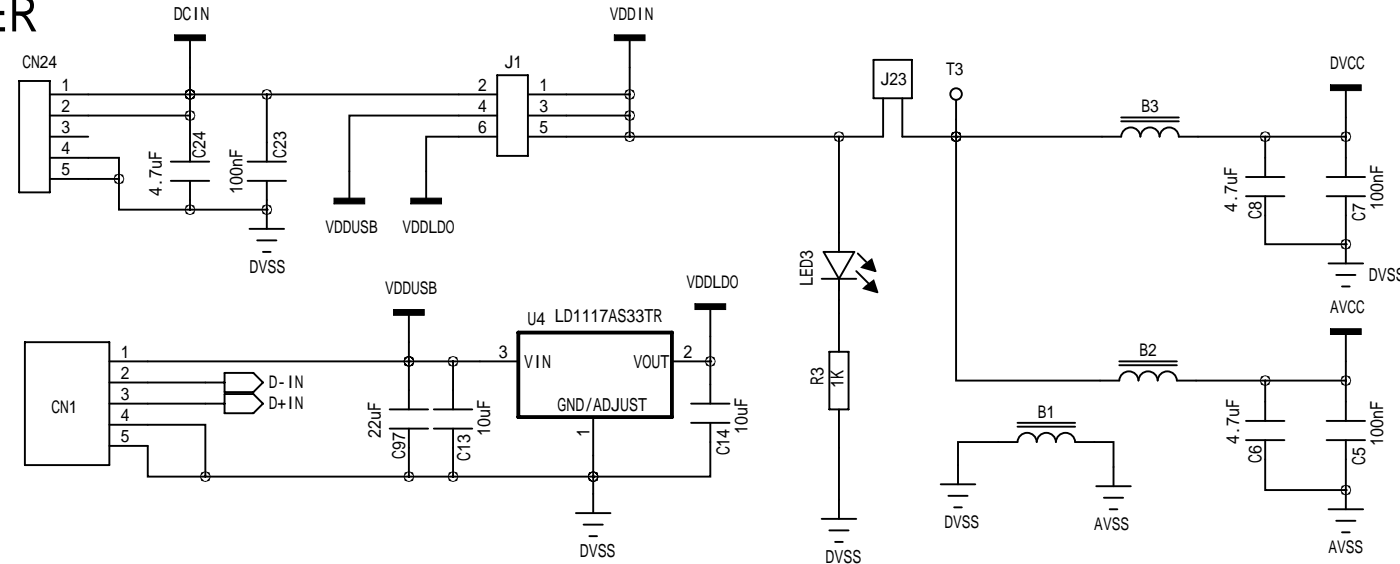 ER
DCIN
VDDIN
CN24
J1
J23
T3
DVCC
B3
1
2
3
4
5
2
4
6
1
3
5
4.7uF
C24
100nF
C23
DVSS
VDDUSB
VDDLDO
4.7uF
C8
C7
100nF
DVSS
LED3
R3
1K
DVSS
VDDUSB
VDDLDO
U4 LD1117AS33TR
3
VIN
VOUT
2
GND/ADJUST
1
CN1
1
2
3
4
5
D-IN
D+IN
22uF
C97
C13
10uF
C14
10uF
DVSS
AVCC
B2
B1
4.7uF
C6
C5
100nF
DVSS
AVSS
AVSS